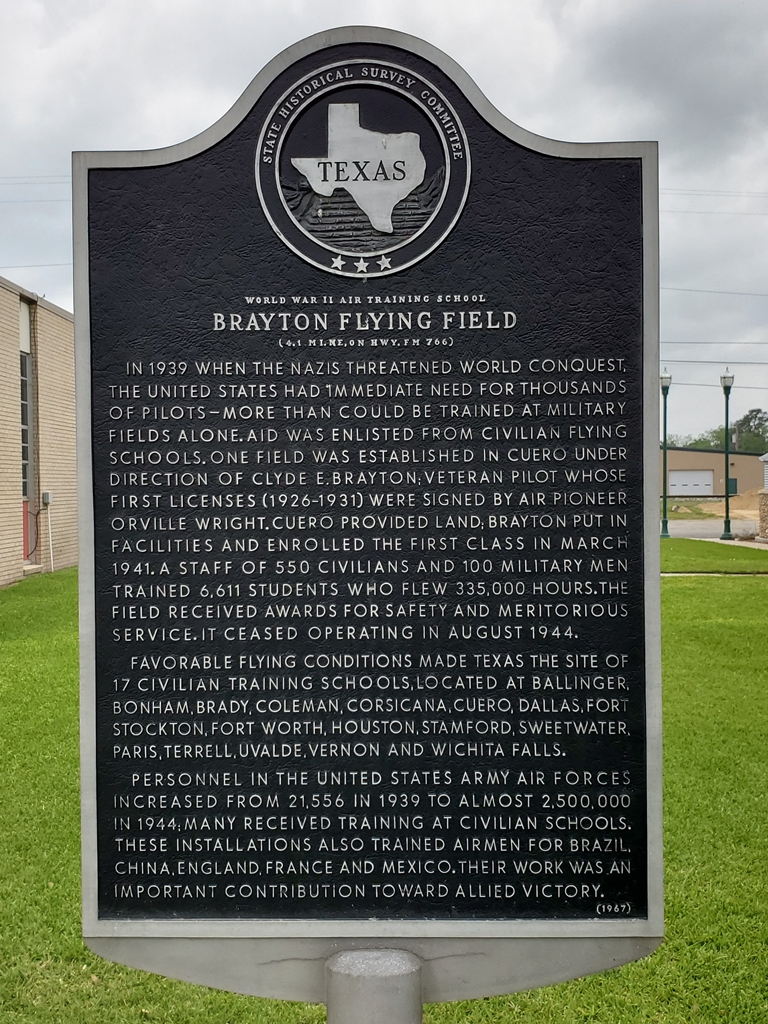 STATE HISTORICAL SURVEY COMMITTEE
TEXAS
WORLD WAR II AIR TRAINING SCHOOL
BRAYTON FLYING FIELD
(4.1 MI. NE, ON HWY. FM 766)
IN 1939 WHEN THE NAZIS THREATENED WORLD CONQUEST,
THE UNITED STATES HAD IMMEDIATE NEED FOR THOUSANDS
OF PILOTS—MORE THAN COULD BE TRAINED AT MILITARY
FIELDS ALONE. AID WAS ENLISTED FROM CIVILIAN FLYING
SCHOOLS. ONE FIELD WAS ESTABLISHED IN CUERO UNDER
DIRECTION OF CLYDE E. BRAYTON; VETERAN PILOT WHOSE
FIRST LICENSES (1926-1931) WERE SIGNED BY AIR PIONEER
ORVILLE WRIGHT. CUERO PROVIDED LAND; BRAYTON PUT IN
FACILITIES AND ENROLLED THE FIRST CLASS IN MARCH
1941. A STAFF OF 550 CIVILIANS AND 100 MILITARY MEN
TRAINED 6,611 STUDENTS WHO FLEW 335,000 HOURS. THE
FIELD RECEIVED AWARDS FOR SAFETY AND MERITORIOUS
SERVICE. IT CEASED OPERATING IN AUGUST 1944.
FAVORABLE FLYING CONDITIONS MADE TEXAS THE SITE OF
17 CIVILIAN TRAINING SCHOOLS, LOCATED AT BALLINGER,
BONHAM, BRADY, COLEMAN, CORSICANA, CUERO, DALLAS, FORT
STOCKTON, FORT WORTH, HOUSTON, STAMFORD, SWEETWATER,
PARIS, TERRELL, UVALDE, VERNON AND WICHITA FALLS.
PERSONNEL IN THE UNITED STATES ARMY AIR FORCES
INCREASED FROM 21,556 IN 1939 TO ALMOST 2,500,000
IN 1944; MANY RECEIVED TRAINING AT CIVILIAN SCHOOLS.
THESE INSTALLATIONS ALSO TRAINED AIRMEN FOR BRAZIL,
CHINA, ENGLAND, FRANCE AND MEXICO. THEIR WORK WAS AN
IMPORTANT CONTRIBUTION TOWARD ALLIED VICTORY.
(1967)